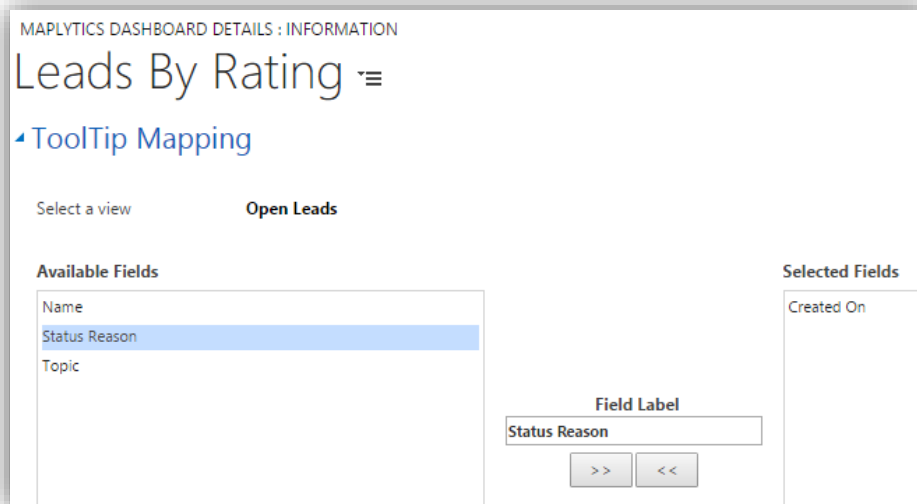 MAPLYTICS DASHBOARD DETAILS : INFORMATION
Leads By Rating
ToolTip Mapping
Select a view Open Leads
Available Fields
Name
Status Reason
Topic
Field Label
Status Reason
>> <<
Selected Fields
Created On